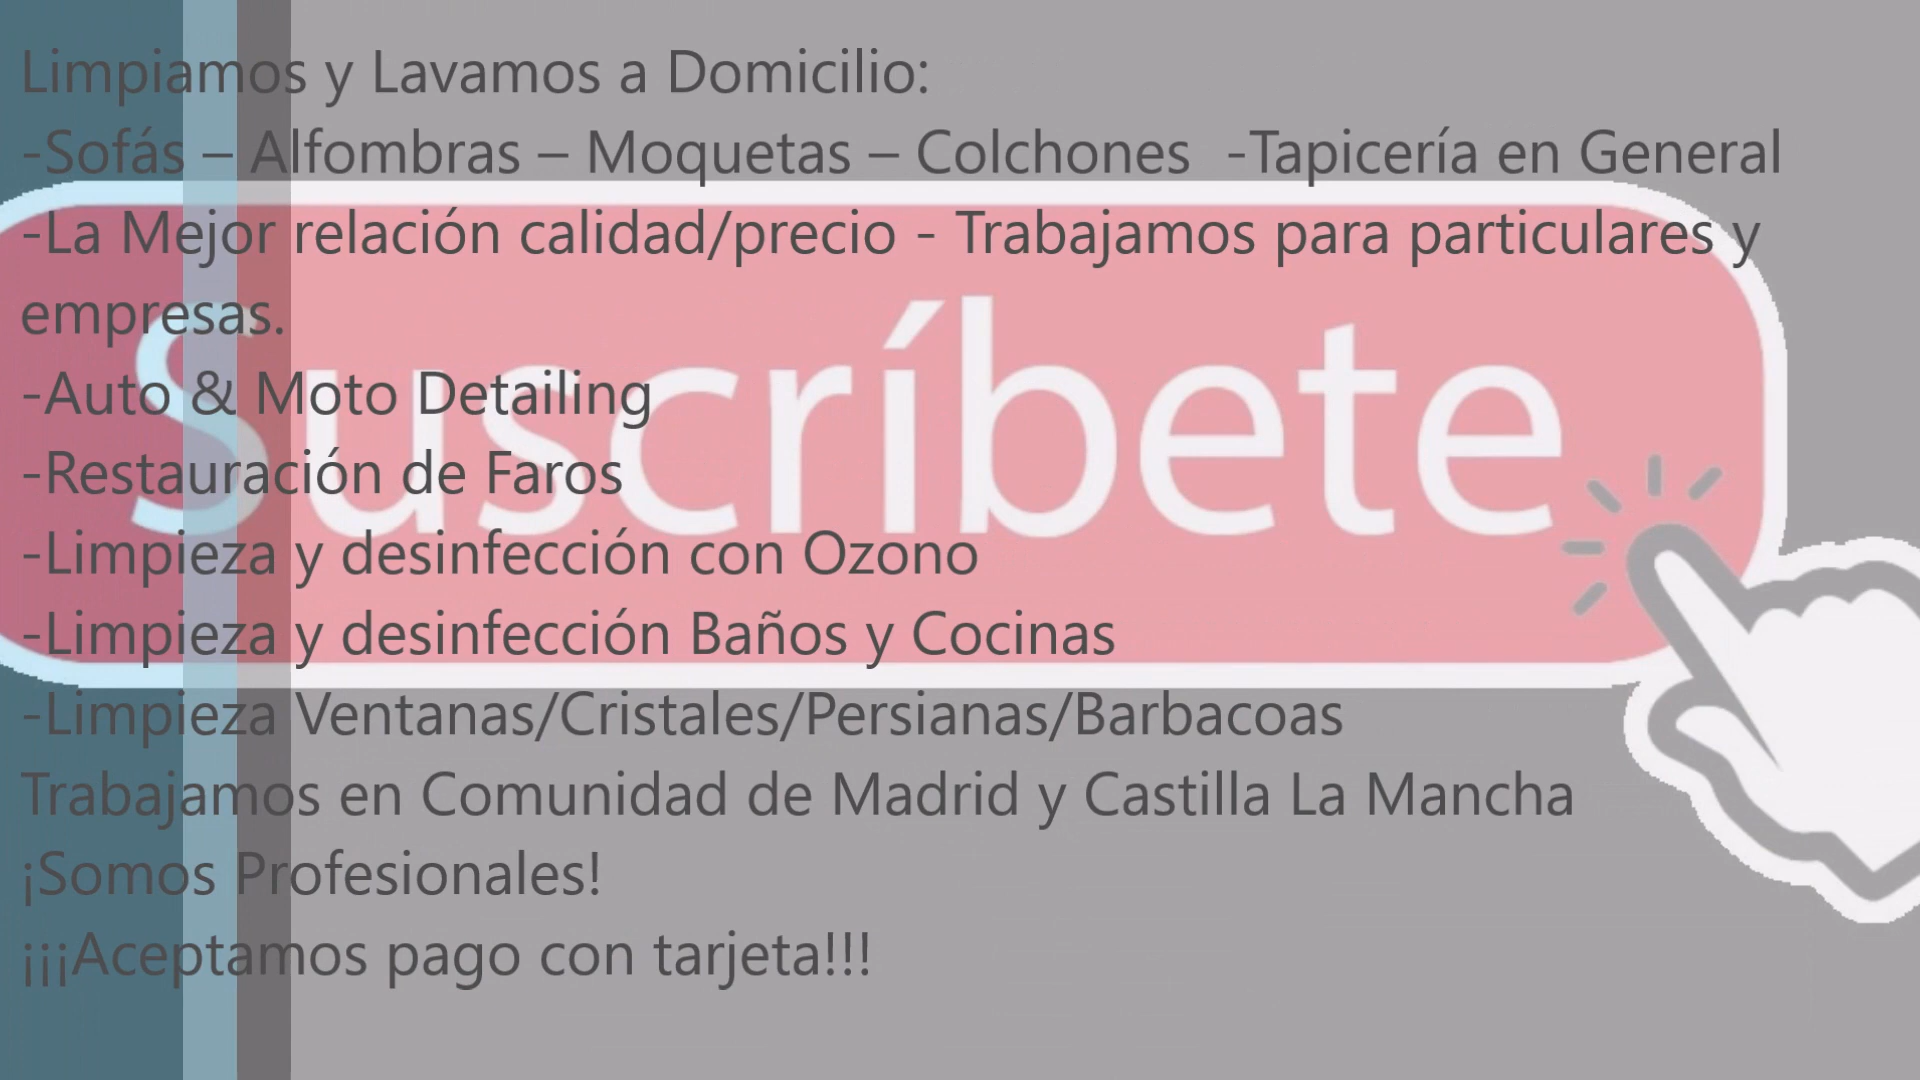 Limpiamos y Lavamos a Domicilio:
-Sofás – Alfombras – Moquetas – Colchones -Tapicería en General
-La Mejor relación calidad/precio - Trabajamos para particulares y
empresas.
Suscríbete
-Auto & Moto Detailing
-Restauración de Faros
-Limpieza y desinfección con Ozono
-Limpieza y desinfección Baños y Cocinas
-Limpieza Ventanas/Cristales/Persianas/Barbacoas
Trabajamos en Comunidad de Madrid y Castilla La Mancha
¡Somos Profesionales!
¡¡¡Aceptamos pago con tarjeta!!!